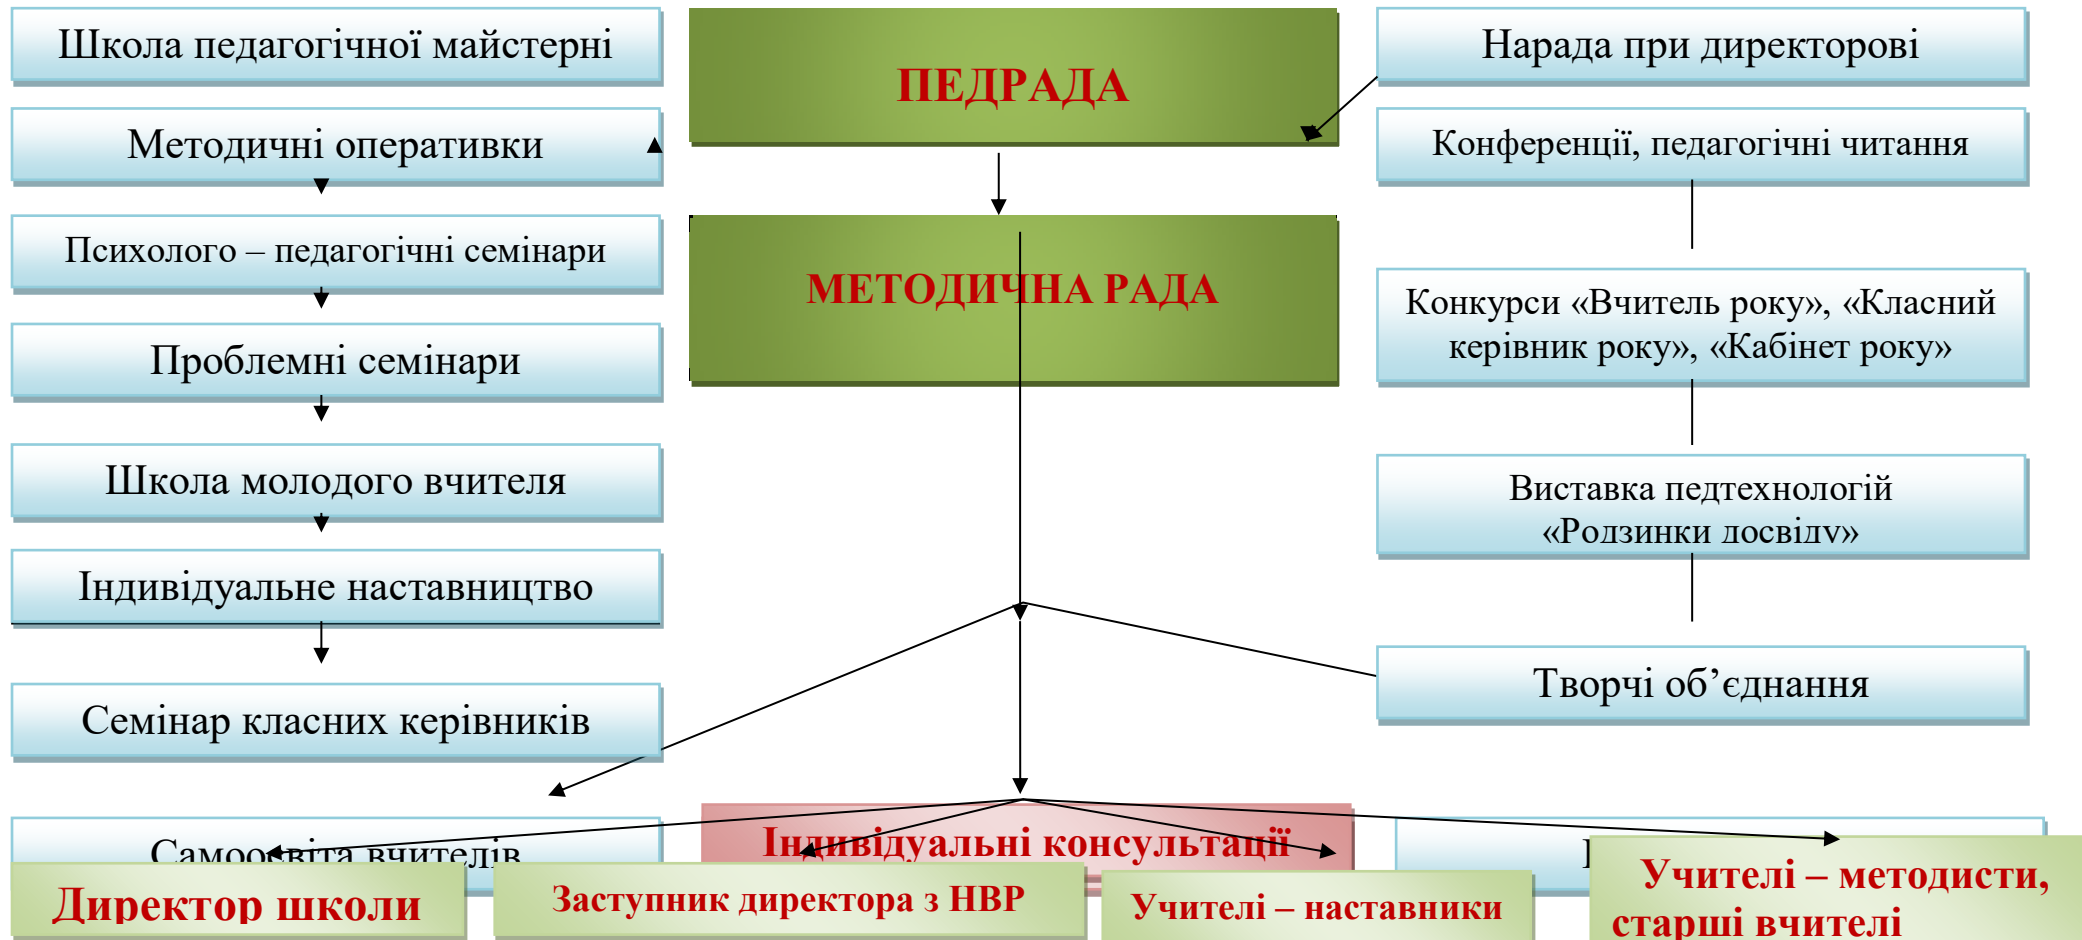 Школа педагогічної майстерні
Методичні оперативки
Психолого – педагогічні семінари
Проблемні семінари
Школа молодого вчителя
Індивідуальне наставництво
Семінар класних керівників
Самоосвіта вчителів
ПЕДРАДА
МЕТОДИЧНА РАДА
Індивідуальні консультації
Нарада при директорові
Конференції, педагогічні читання
Конкурси «Вчитель року», «Класний
керівник року», «Кабінет року»
Виставка педтехнологій
«Родзинки досвіду»
Творчі об’єднання
Директор школи
Заступник директора з НВР
Учителі – наставники
Учителі – методисти,
старші вчителі